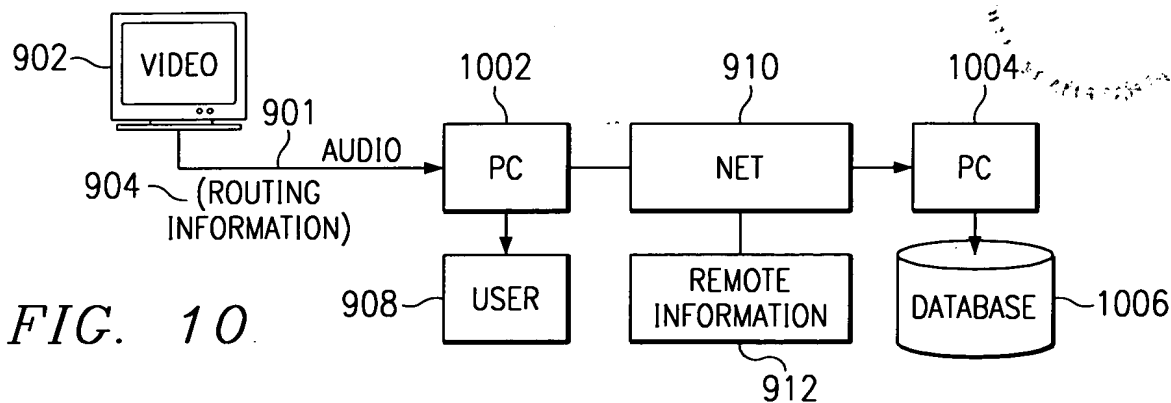 902
VIDEO
901
AUDIO
904
(ROUTING
INFORMATION)
1002
PC
910
NET
1004
PC
908
USER
REMOTE
INFORMATION
912
DATABASE
1006
FIG. 10